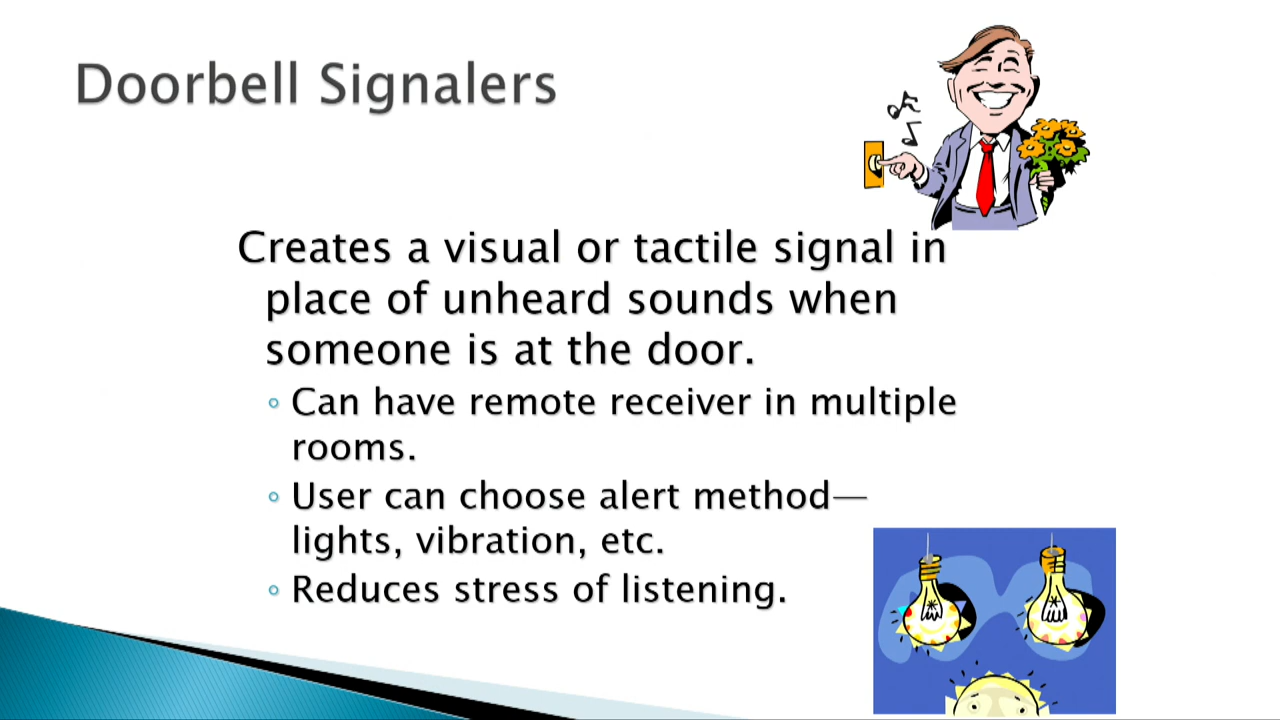 Doorbell Signalers
Creates a visual or tactile signal in
place of unheard sounds when
someone is at the door.
◦ Can have remote receiver in multiple
rooms.
◦ User can choose alert method—
lights, vibration, etc.
◦ Reduces stress of listening.